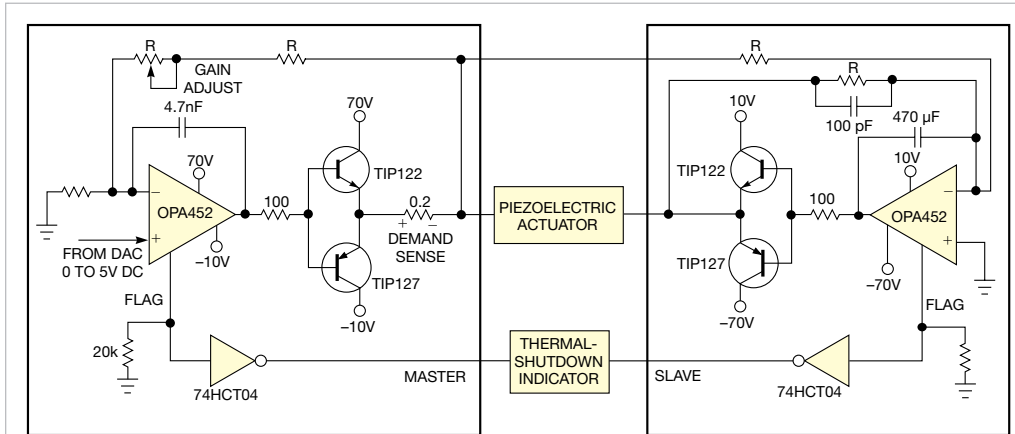 R
GAIN
ADJUST
R
4.7nF
70V
OPA452
−
+
−10V
FROM DAC
0 TO 5V DC
FLAG
20k
74HCT04
100
70V
TIP122
TIP127
−10V
0.2
+ −
DEMAND
SENSE
MASTER
PIEZOELECTRIC
ACTUATOR
THERMAL-
SHUTDOWN
INDICATOR
R
R
100 pF
470 µF
10V
TIP122
TIP127
−70V
100
10V
OPA452
−
+
−70V
FLAG
SLAVE
74HCT04